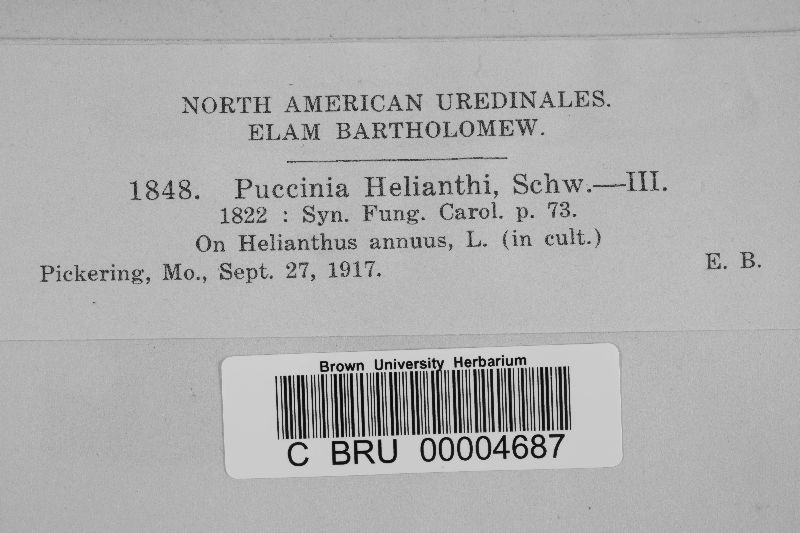 NORTH AMERICAN UREDINALES.
ELAM BARTHOLOMEW.
1848. Puccinia Helianthi, Schw.—III.
1822 : Syn. Fung. Carol. p. 73.
On Helianthus annuus, L. (in cult.)
Pickering, Mo., Sept. 27, 1917. E. B.
Brown University Herbarium
C BRU 00004687